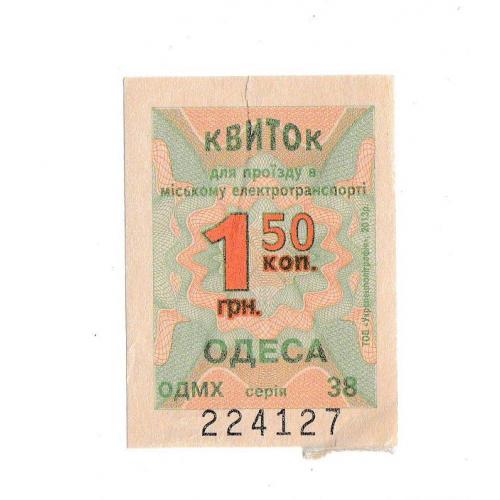 КВИТОК
для проїзду в
міському електротранспорті
1 50
коп.
грн.
ОДЕСА
ОДМХ серія 38
224127